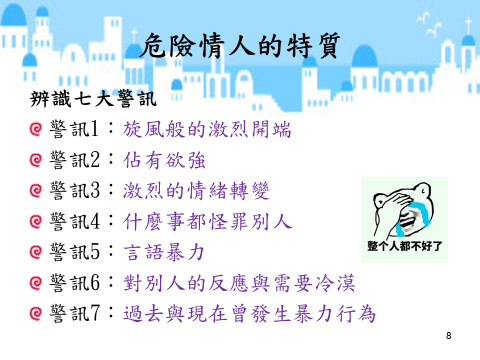 危險情人的特質
辨識七大警訊
警訊1：旋風般的激烈開端
警訊2：佔有欲強
警訊3：激烈的情緒轉變
警訊4：什麼事都怪罪別人
警訊5：言語暴力
警訊6：對別人的反應與需要冷漠
警訊7：過去與現在曾發生暴力行為
整个人都不好了
8